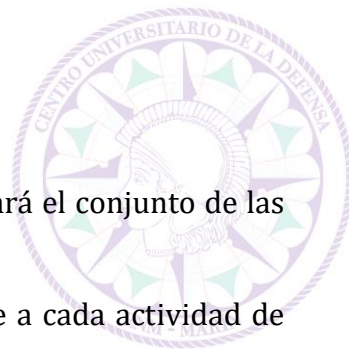 CENTRO UNIVERSITARIO DE LA DEFENSA
ará el conjunto de las
e a cada actividad de